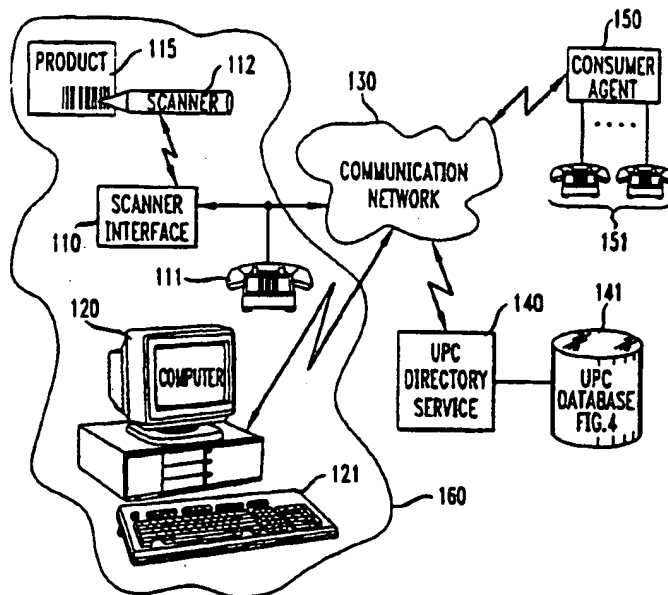 PRODUCT
115
112
SCANNER
SCANNER
INTERFACE
110
111
120
COMPUTER
121
160
130
COMMUNICATION
NETWORK
150
CONSUMER
AGENT
151
140
UPC
DIRECTORY
SERVICE
141
UPC
DATABASE
FIG.4